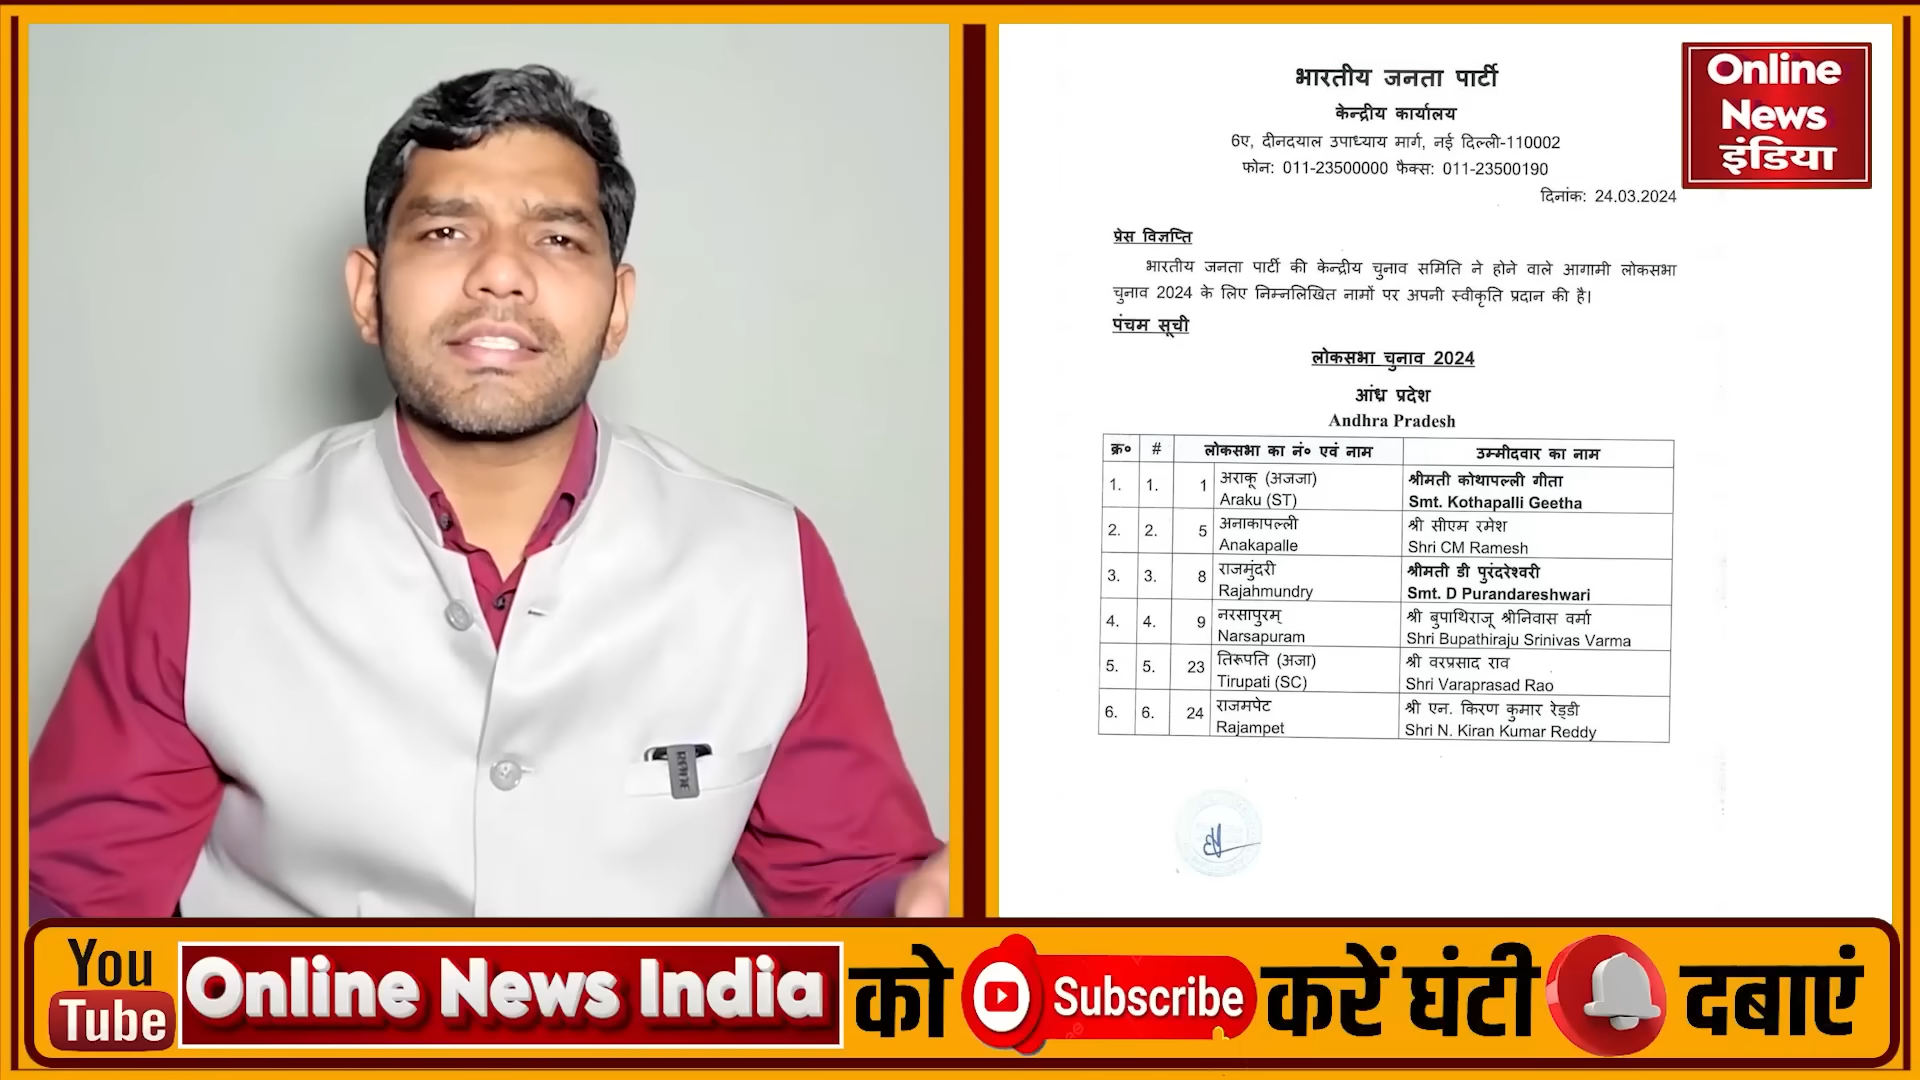 भारतीय जनता पार्टी
केन्द्रीय कार्यालय
6ए, दीनदयाल उपाध्याय मार्ग, नई दिल्ली-110002
फोन: 011-23500000 फैक्स: 011-23500190
दिनांक: 24.03.2024
Online
News
इंडिया
प्रेस विज्ञप्ति
भारतीय जनता पार्टी की केन्द्रीय चुनाव समिति ने होने वाले आगामी लोकसभा
चुनाव 2024 के लिए निम्नलिखित नामों पर अपनी स्वीकृति प्रदान की है।
पंचम सूची
लोकसभा चुनाव 2024
आंध्र प्रदेश
Andhra Pradesh
क्र० # लोकसभा का नं० एवं नाम उम्मीदवार का नाम
1. 1. 1 अराकू (अजजा) श्रीमती कोथापल्ली गीता
Araku (ST) Smt. Kothapalli Geetha
2. 2. 5 अनाकापल्ली श्री सीएम रमेश
Anakapalle Shri CM Ramesh
3. 3. 8 राजमुंदरी श्रीमती डी पुरंदरेश्वरी
Rajahmundry Smt. D Purandareshwari
4. 4. 9 नरसापुरम् श्री बुपाथिराजू श्रीनिवास वर्मा
Narsapuram Shri Bupathiraju Srinivas Varma
5. 5. 23 तिरूपति (अजा) श्री वरप्रसाद राव
Tirupati (SC) Shri Varaprasad Rao
6. 6. 24 राजमपेट श्री एन. किरण कुमार रेड्डी
Rajampet Shri N. Kiran Kumar Reddy
You
Tube
Online News India को Subscribe करें घंटी दबाएं